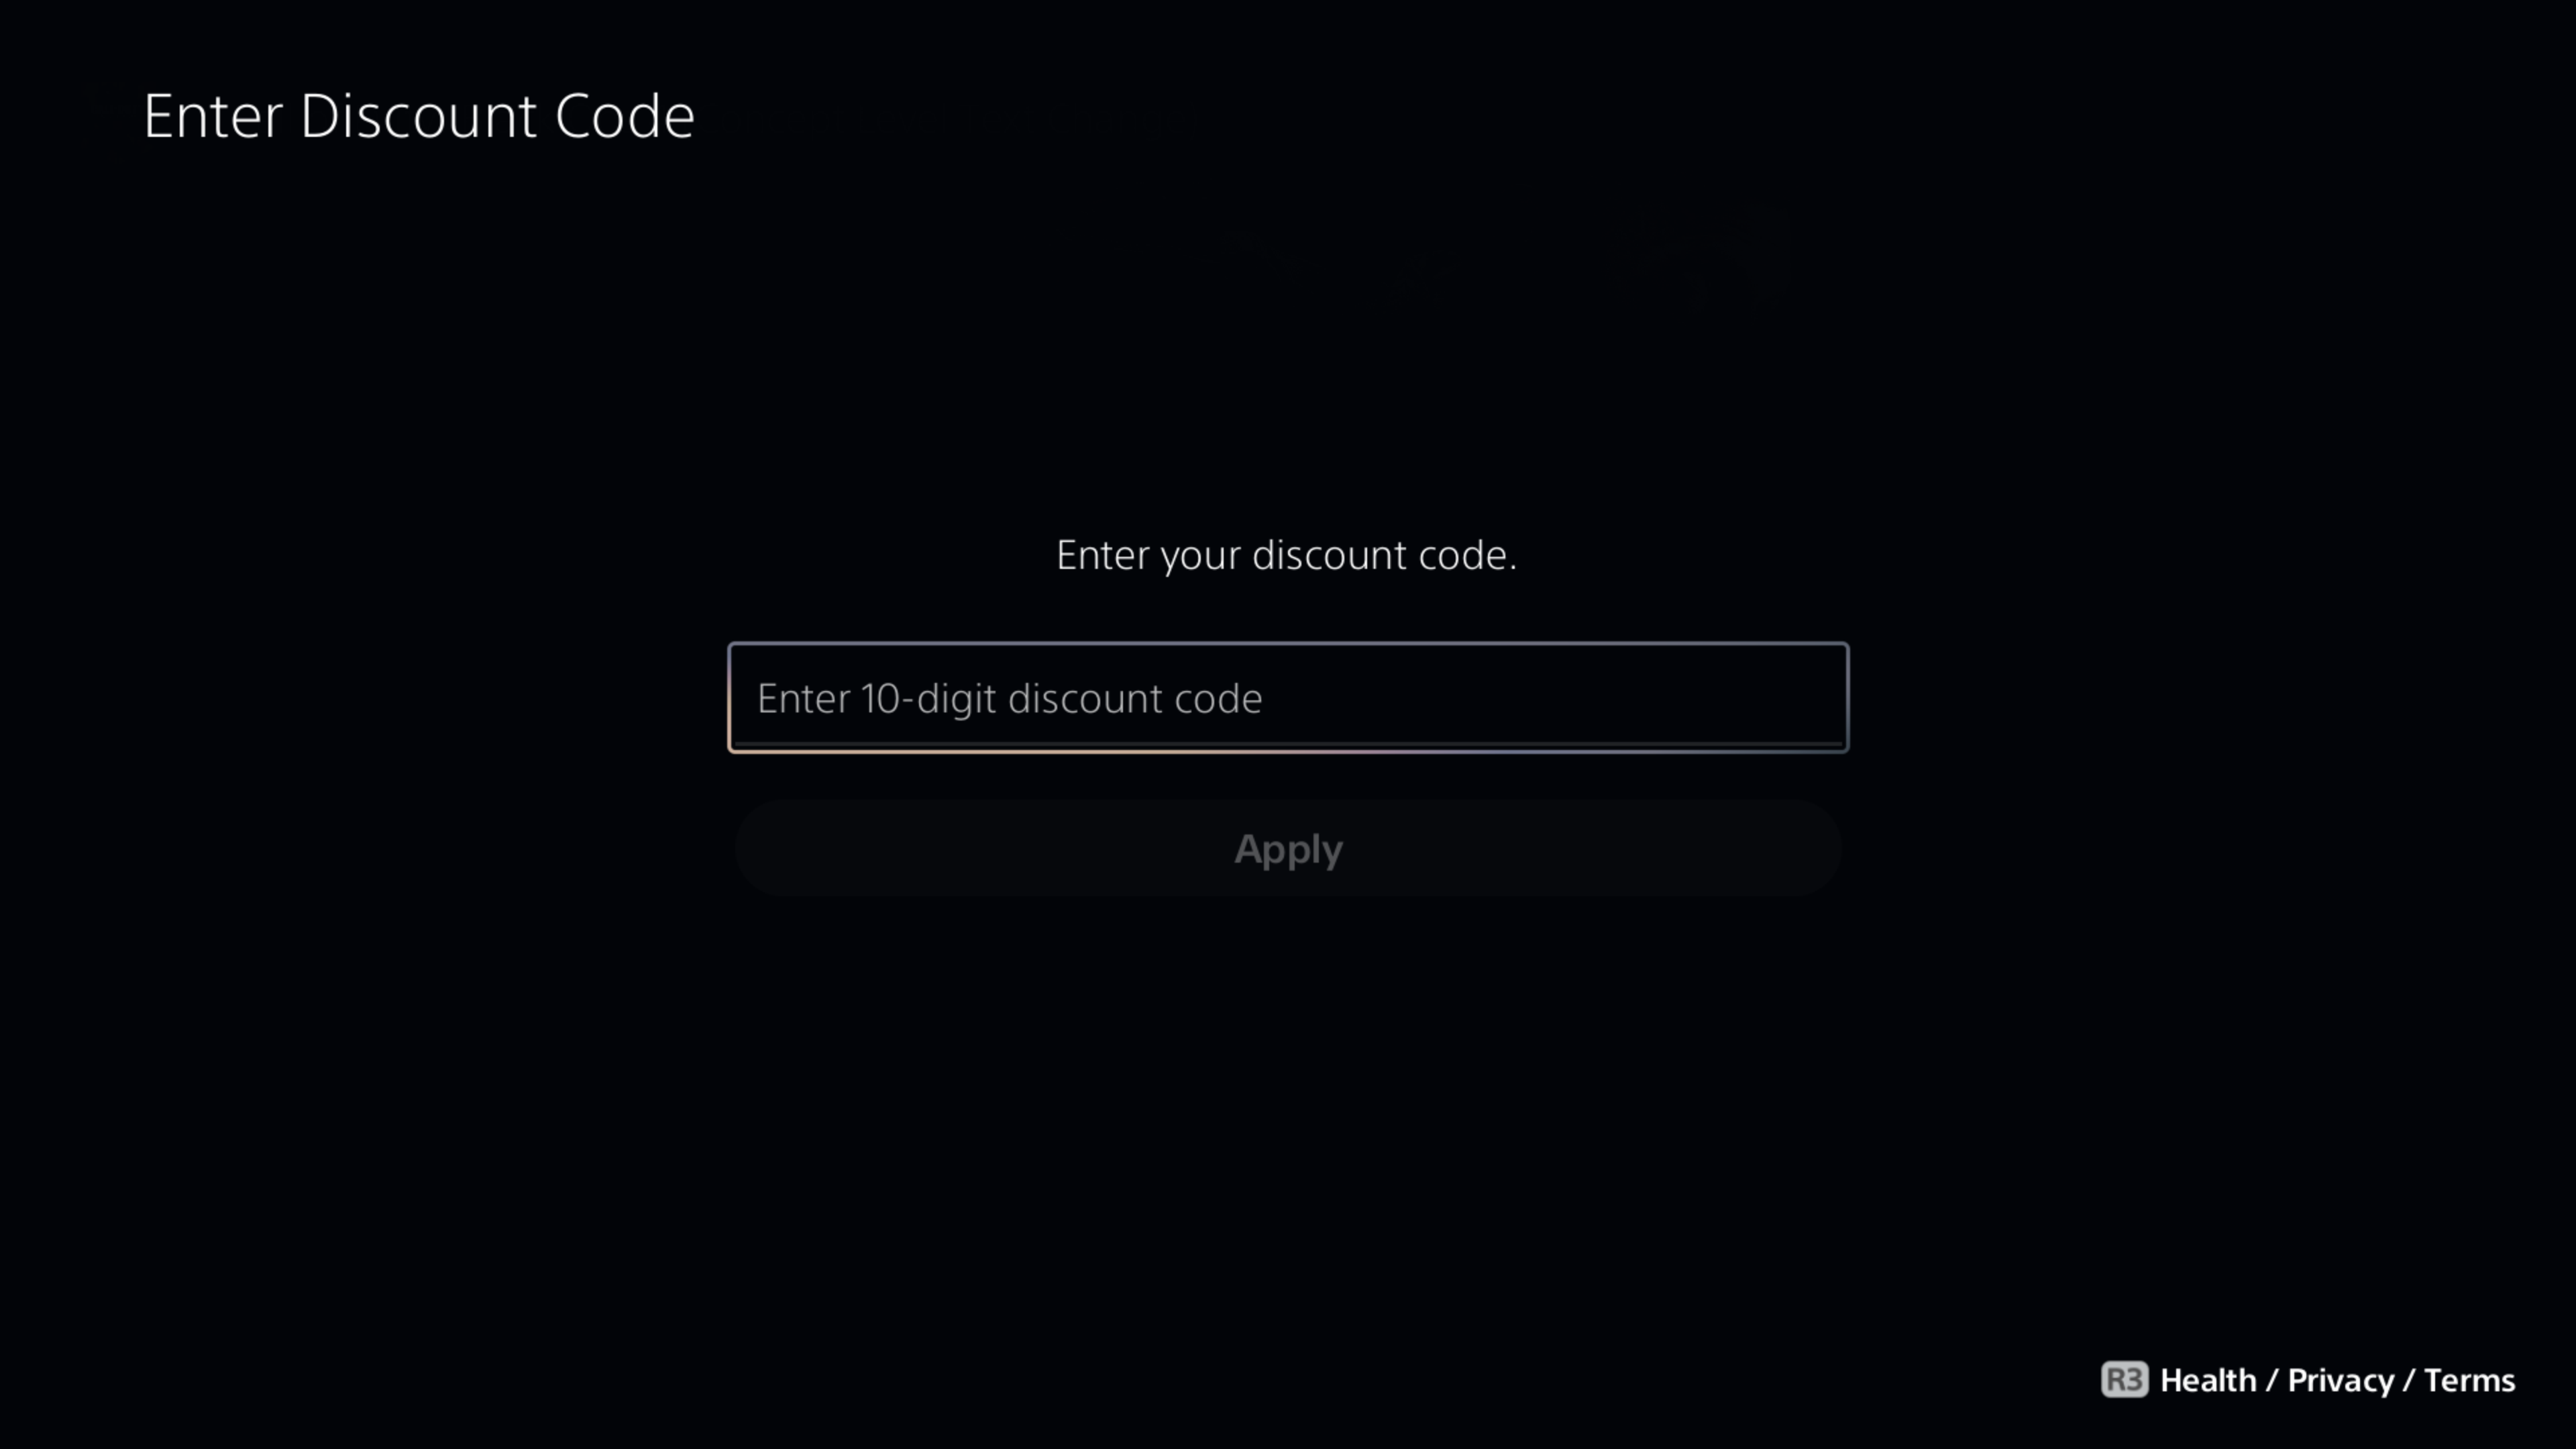 Enter Discount Code
Enter your discount code.
Enter 10-digit discount code
Apply
R3 Health / Privacy / Terms